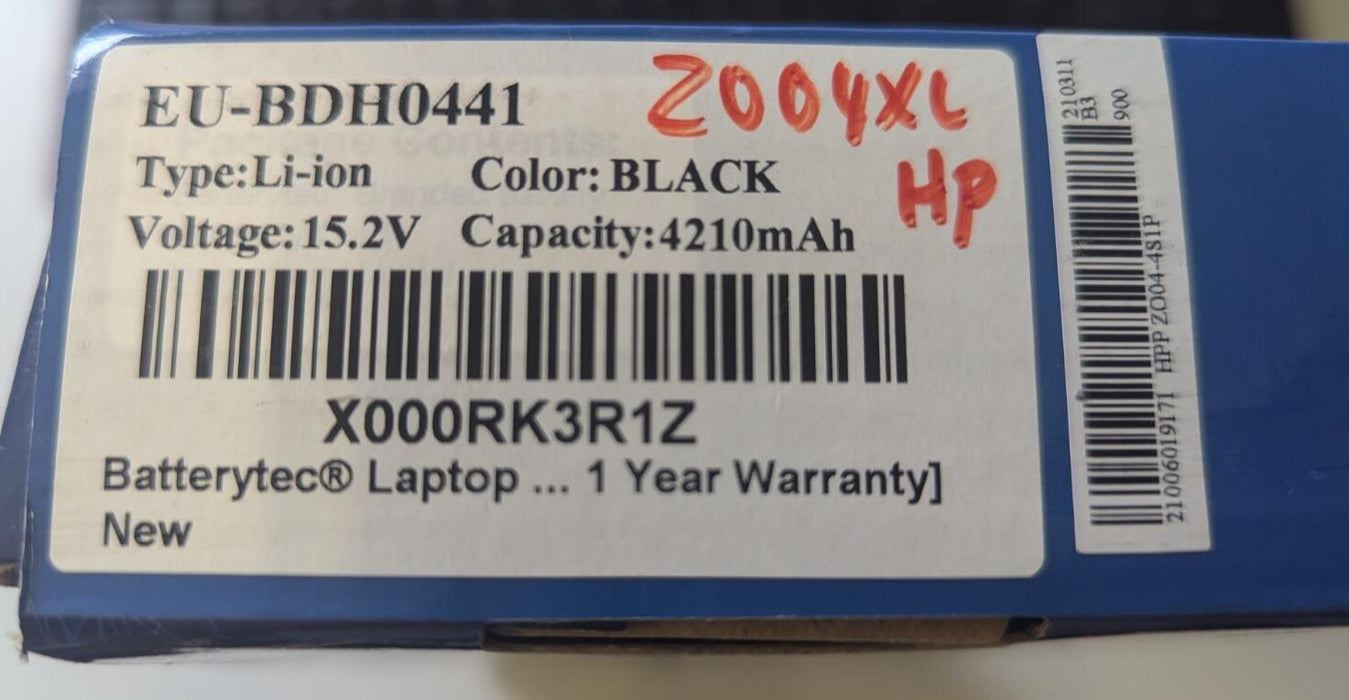 EU-BDH0441
ZOO4XL
HP
Type:Li-ion Color: BLACK
Voltage:15.2V Capacity:4210mAh
X000RK3R1Z
Batterytec® Laptop ... 1 Year Warranty]
New
210311
B3
900
21006019171 HPP ZO04-4S1P